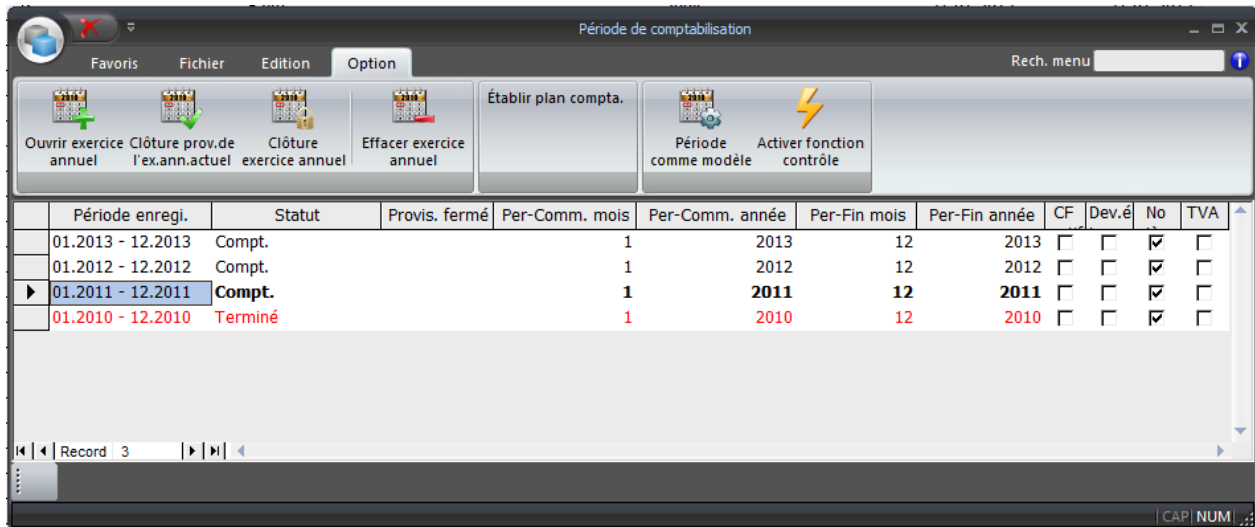 Période de comptabilisation
Favoris Fichier Edition Option Rech. menu
Ouvrir exercice annuel
Clôture prov.de l'ex.ann.actuel
Clôture exercice annuel
Effacer exercice annuel
Établir plan compta.
Période comme modèle
Activer fonction contrôle
Période enregi. Statut Provis. fermé Per-Comm. mois Per-Comm. année Per-Fin mois Per-Fin année CF Dev.é No TVA
01.2013 - 12.2013 Compt. 1 2013 12 2013
01.2012 - 12.2012 Compt. 1 2012 12 2012
01.2011 - 12.2011 Compt. 1 2011 12 2011
01.2010 - 12.2010 Terminé 1 2010 12 2010
Record 3
CAP NUM